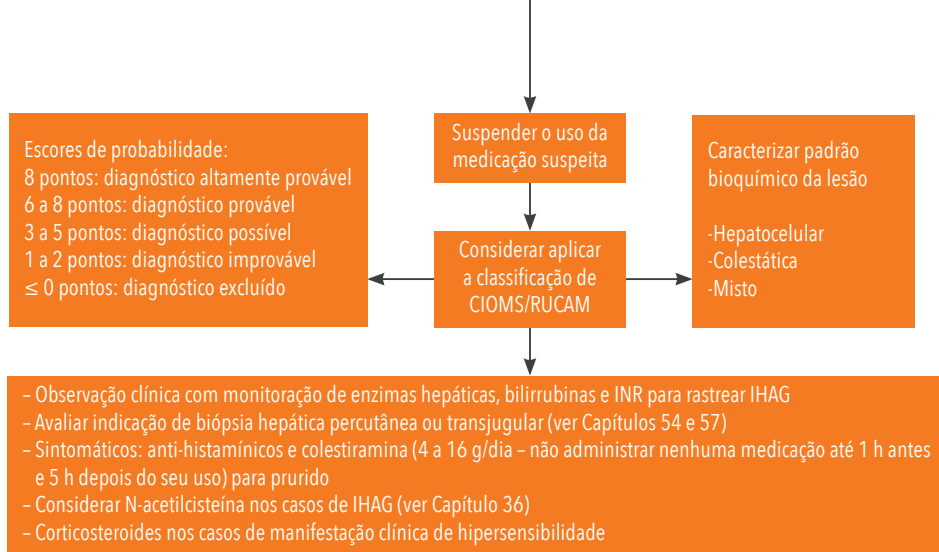 Suspender o uso da
medicação suspeita
Escores de probabilidade:
8 pontos: diagnóstico altamente provável
6 a 8 pontos: diagnóstico provável
3 a 5 pontos: diagnóstico possível
1 a 2 pontos: diagnóstico improvável
≤ 0 pontos: diagnóstico excluído
Considerar aplicar
a classificação de
CIOMS/RUCAM
Caracterizar padrão
bioquímico da lesão
-Hepatocelular
-Colestática
-Misto
– Observação clínica com monitoração de enzimas hepáticas, bilirrubinas e INR para rastrear IHAG
– Avaliar indicação de biópsia hepática percutânea ou transjugular (ver Capítulos 54 e 57)
– Sintomáticos: anti-histamínicos e colestiramina (4 a 16 g/dia – não administrar nenhuma medicação até 1 h antes
e 5 h depois do seu uso) para prurido
– Considerar N-acetilcisteína nos casos de IHAG (ver Capítulo 36)
– Corticosteroides nos casos de manifestação clínica de hipersensibilidade